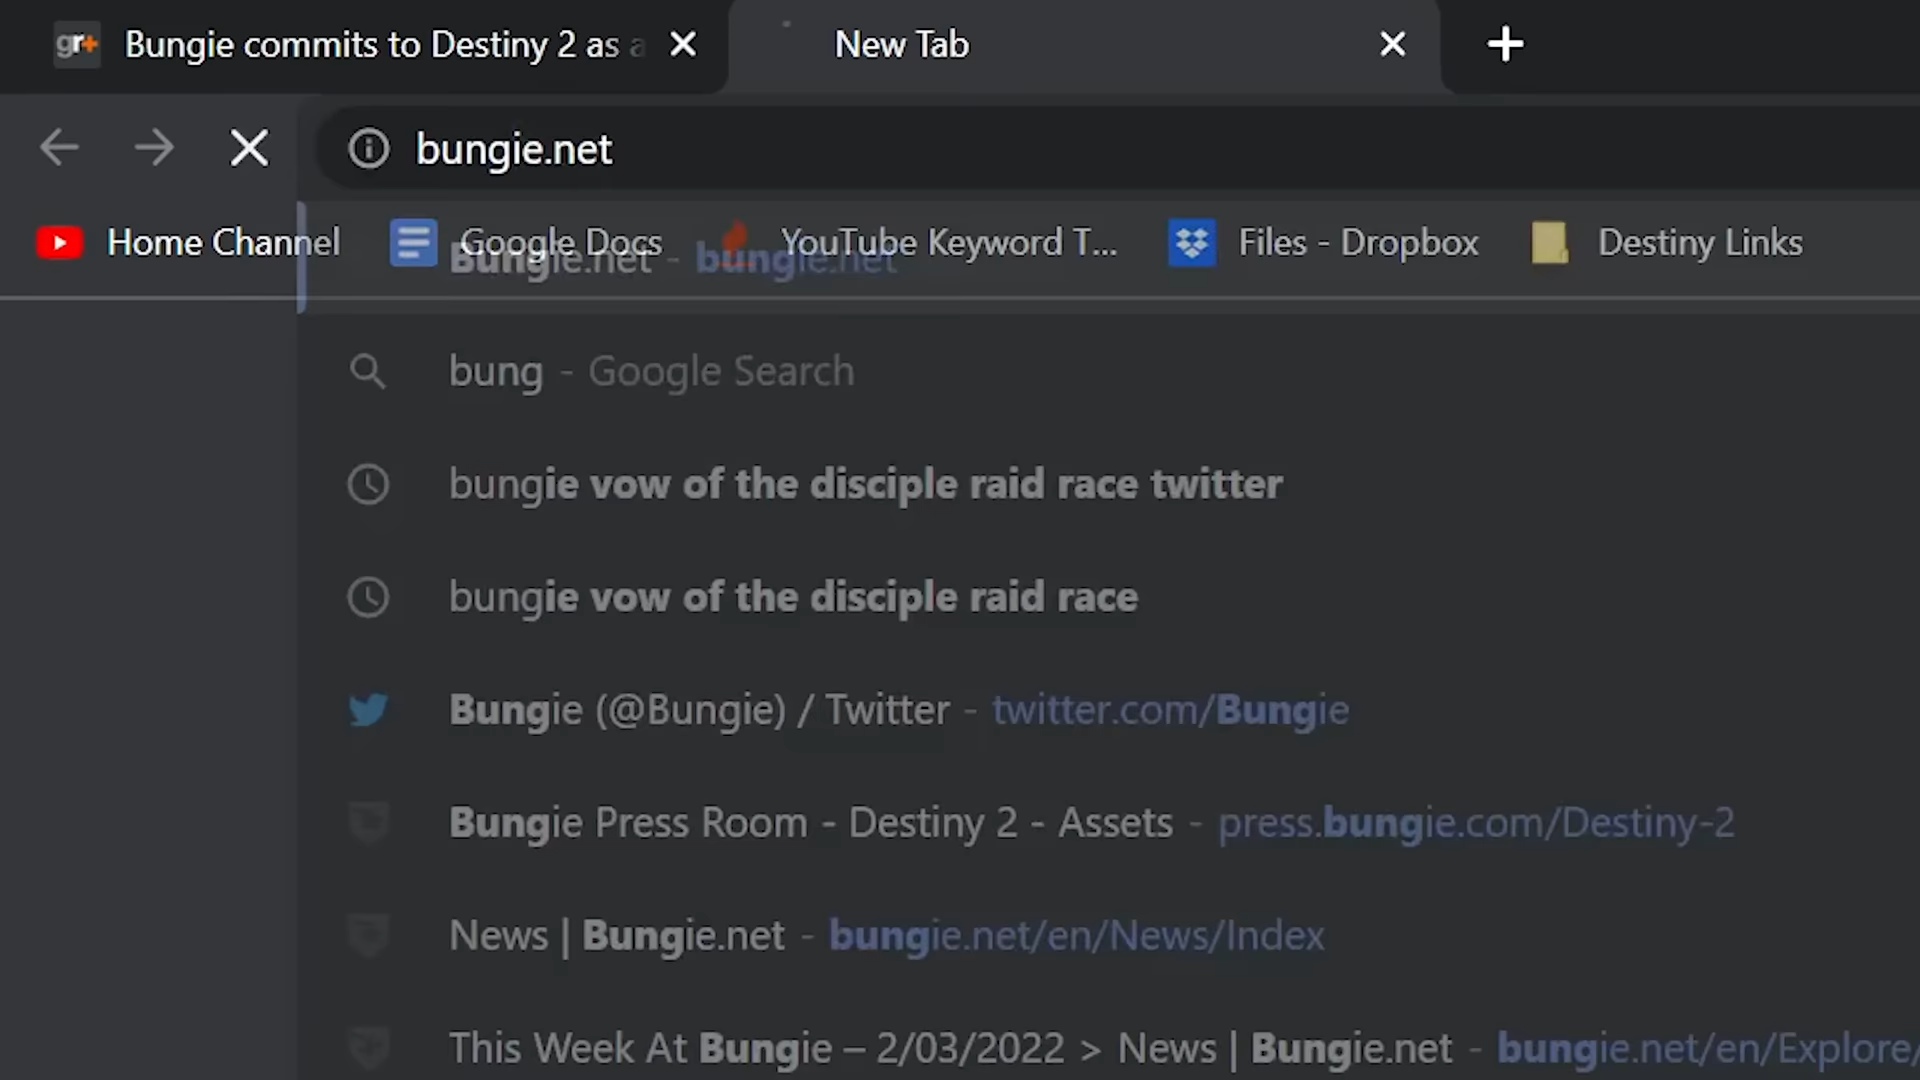 gr+ Bungie commits to Destiny 2 as a New Tab
bungie.net
Home Channel Google Docs YouTube Keyword T... Files - Dropbox Destiny Links
Bungie.net - bungie.net
bung - Google Search
bungie vow of the disciple raid race twitter
bungie vow of the disciple raid race
Bungie (@Bungie) / Twitter - twitter.com/Bungie
Bungie Press Room - Destiny 2 - Assets - press.bungie.com/Destiny-2
News | Bungie.net - bungie.net/en/News/Index
This Week At Bungie – 2/03/2022 > News | Bungie.net - bungie.net/en/Explore/